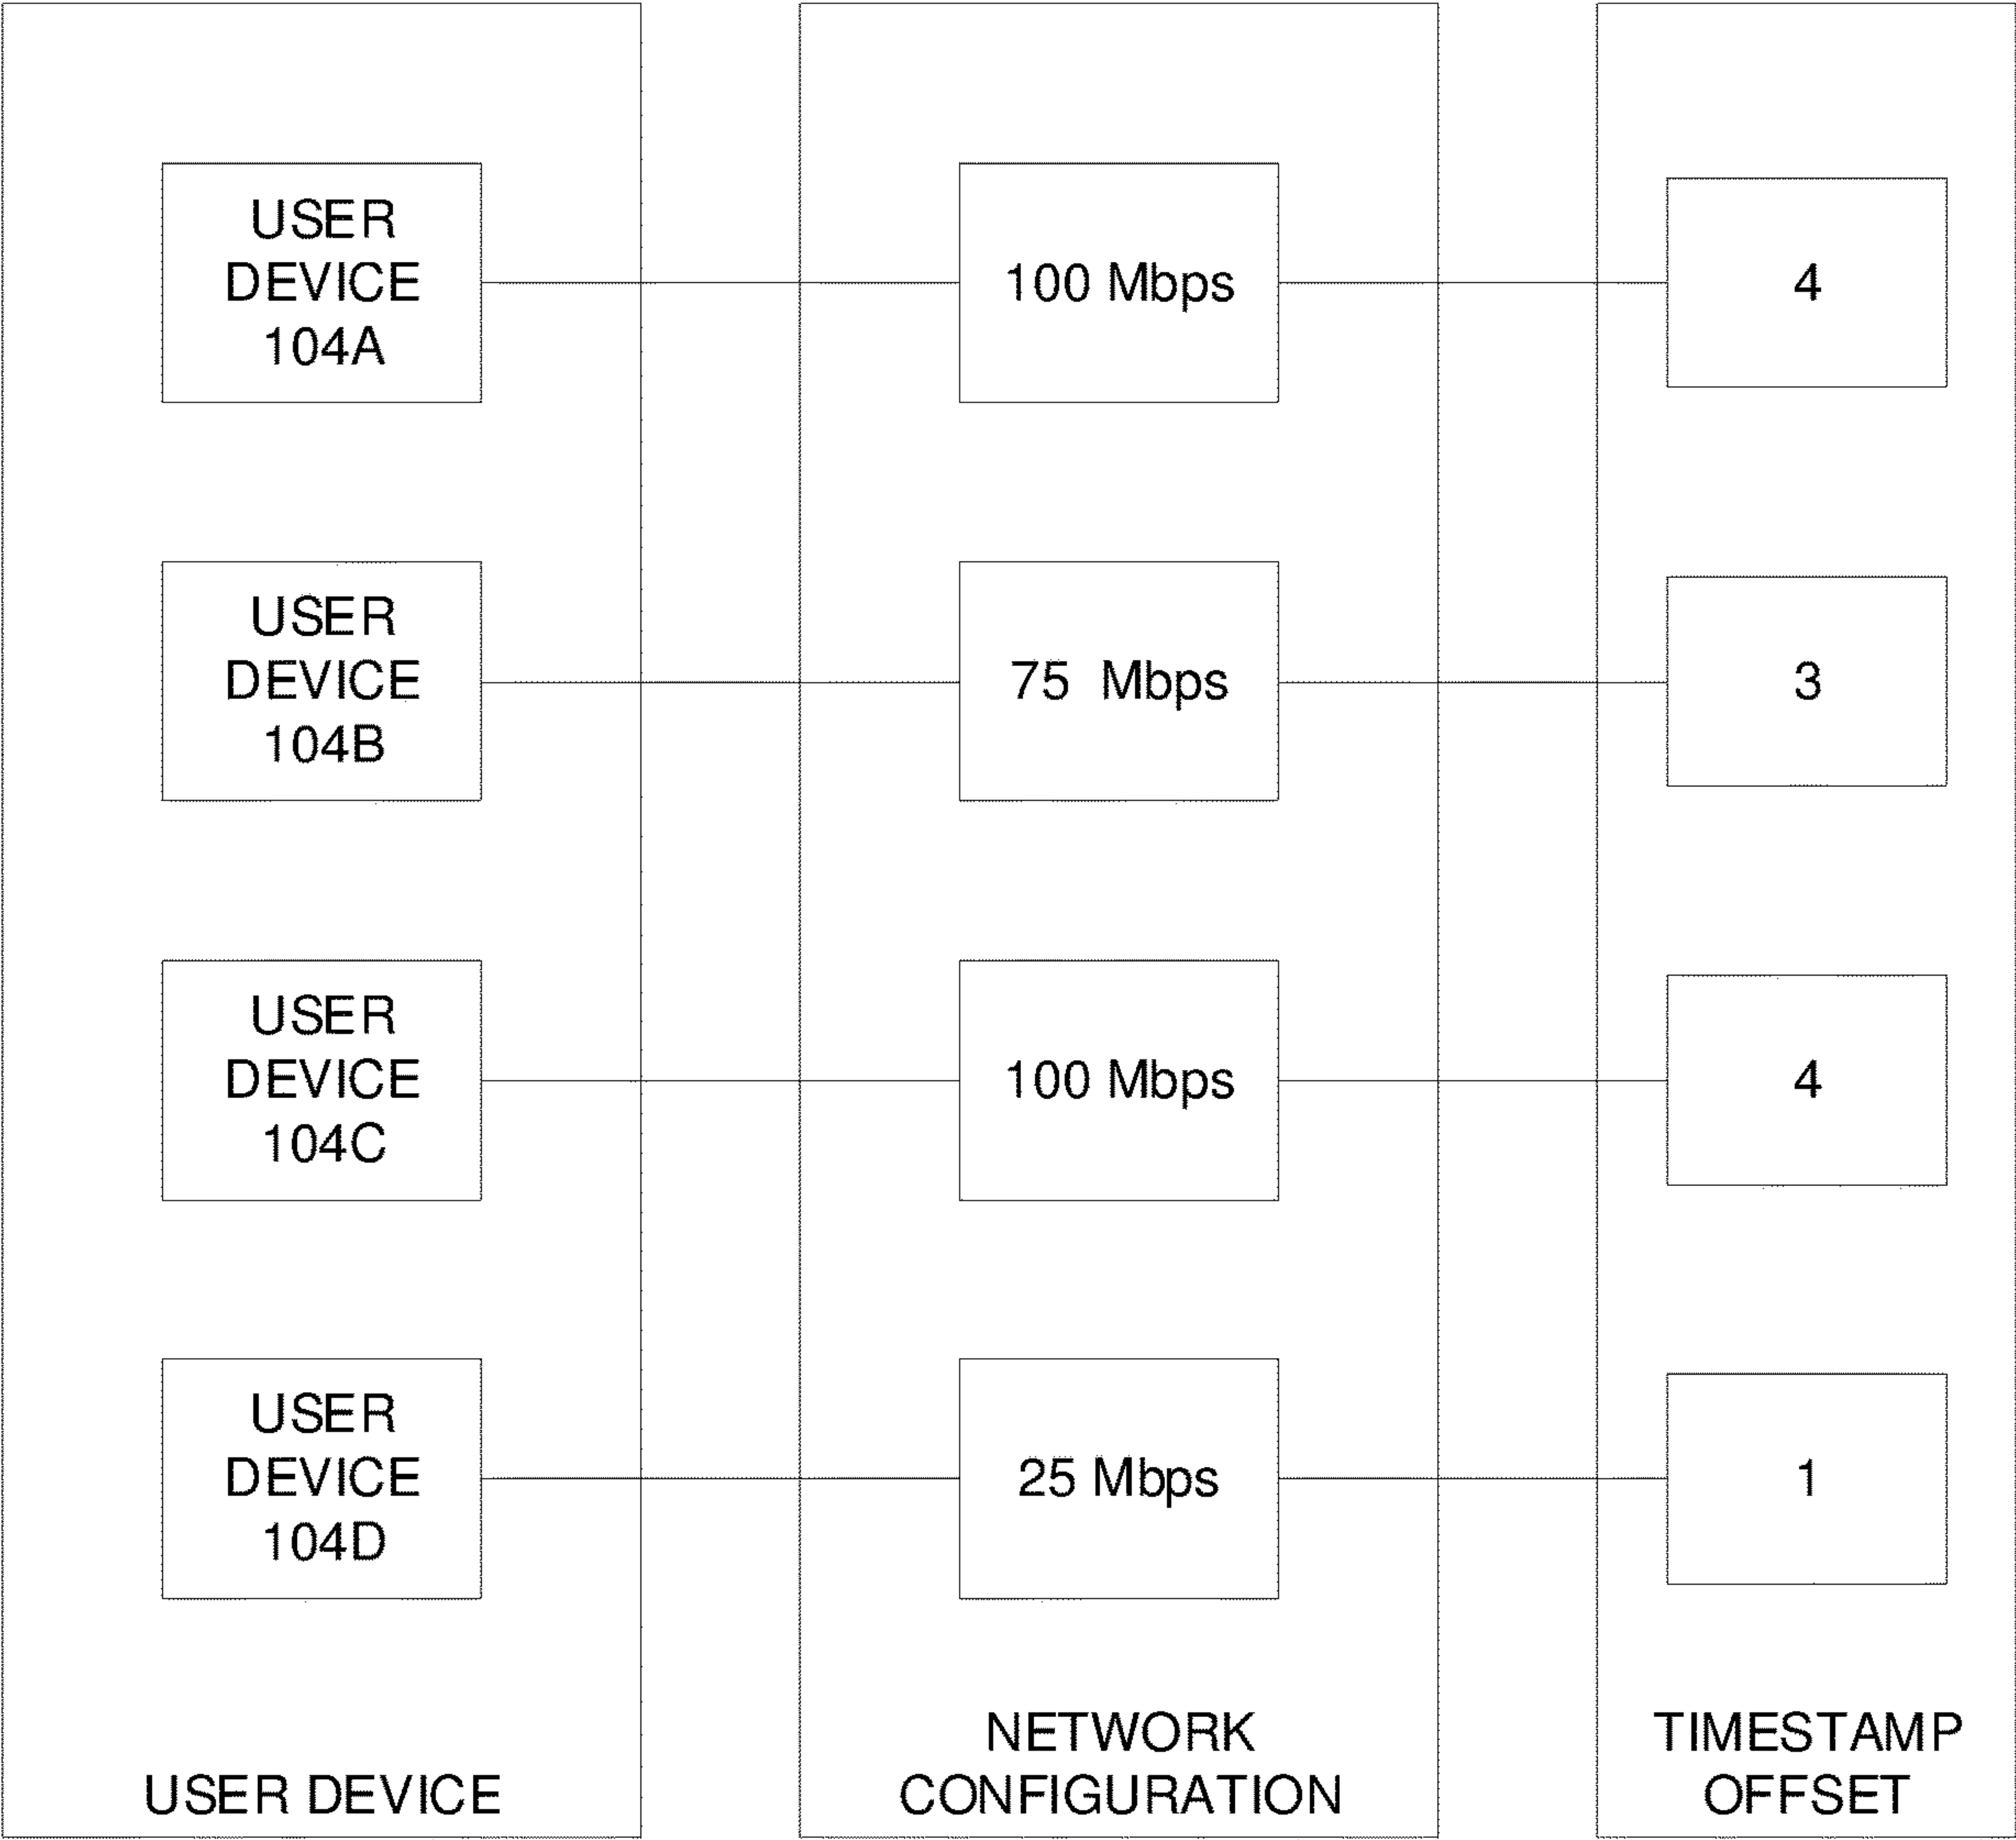 USER
DEVICE
104A
100 Mbps
4
USER
DEVICE
104B
75 Mbps
3
USER
DEVICE
104C
100 Mbps
4
USER
DEVICE
104D
25 Mbps
1
USER DEVICE
NETWORK
CONFIGURATION
TIMESTAMP
OFFSET